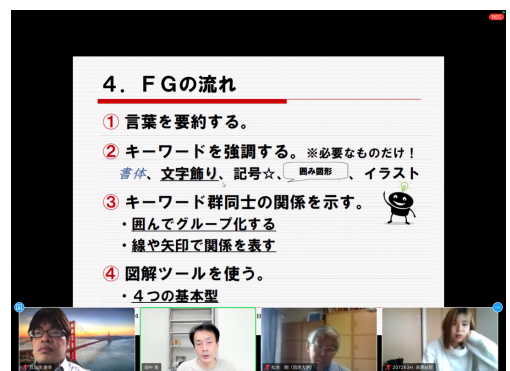 ４．ＦＧの流れ
① 言葉を要約する。
② キーワードを強調する。※必要なものだけ！
書体、文字飾り、記号☆、囲み図形、イラスト
③ キーワード群同士の関係を示す。
・囲んでグループ化する
・線や矢印で関係を表す
④ 図解ツールを使う。
・４つの基本型